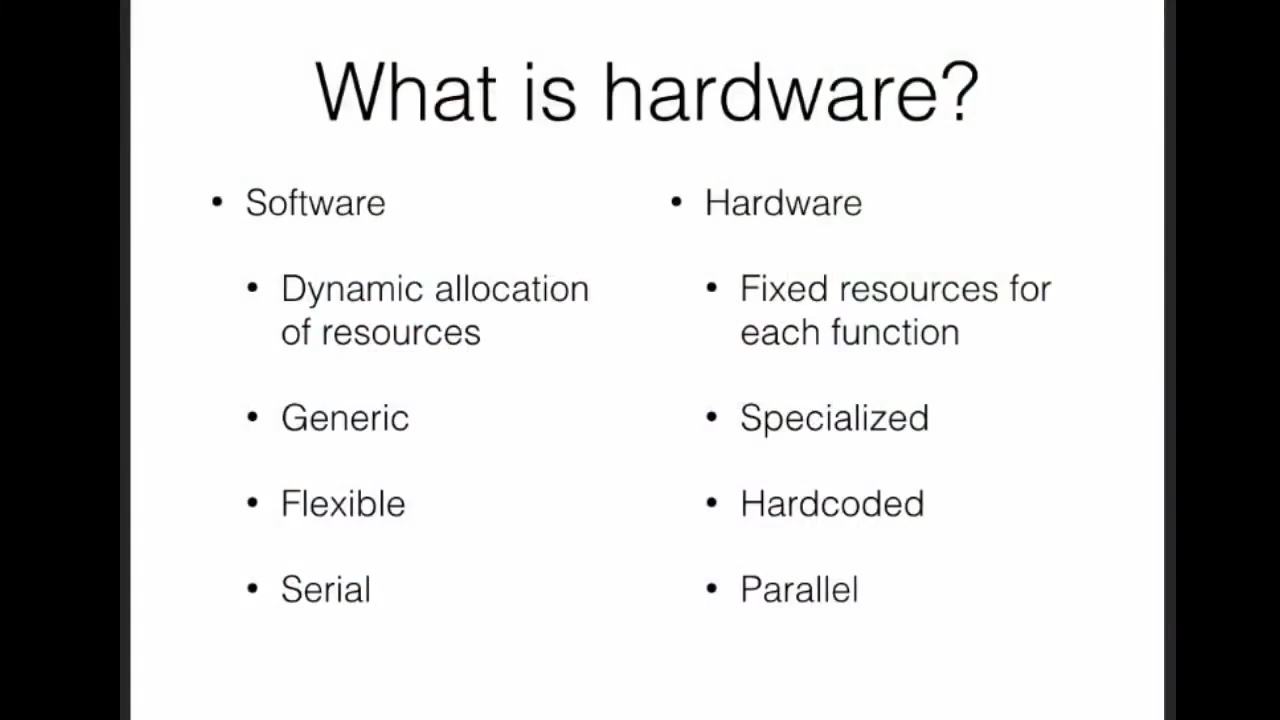 What is hardware?
• Software
• Dynamic allocation
of resources
• Generic
• Flexible
• Serial
• Hardware
• Fixed resources for
each function
• Specialized
• Hardcoded
• Parallel